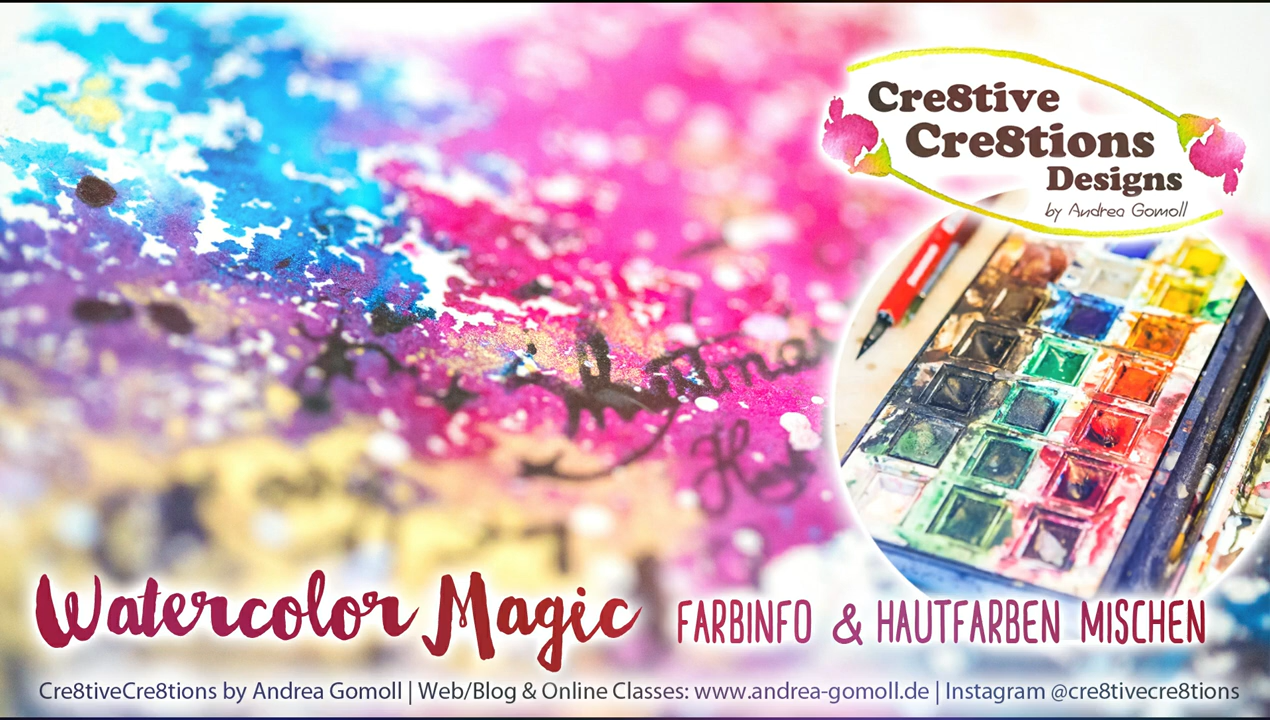 Cre8tive
Cre8tions
Designs
by Andrea Gomoll
Watercolor Magic FARBINFO & HAUTFARBEN MISCHEN
Cre8tiveCre8tions by Andrea Gomoll | Web/Blog & Online Classes: www.andrea-gomoll.de | Instagram @cre8tivecre8tions